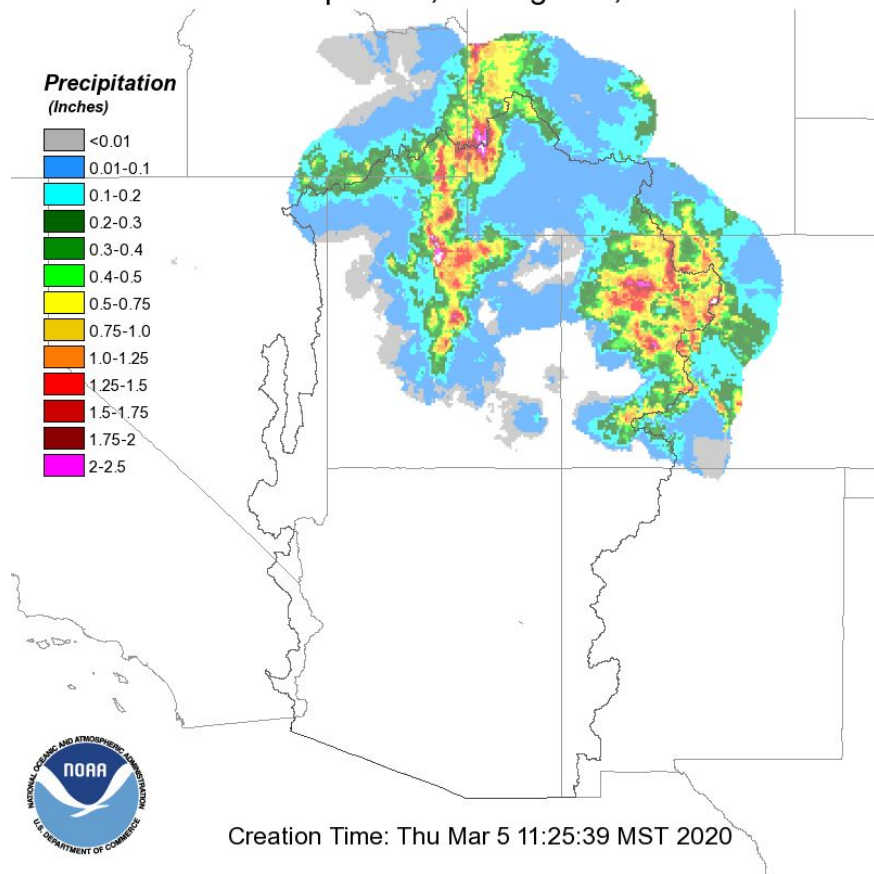 Precipitation
(Inches)
<0.01
0.01-0.1
0.1-0.2
0.2-0.3
0.3-0.4
0.4-0.5
0.5-0.75
0.75-1.0
1.0-1.25
1.25-1.5
1.5-1.75
1.75-2
2-2.5
NATIONAL OCEANIC AND ATMOSPHERIC ADMINISTRATION
NOAA
U.S. DEPARTMENT OF COMMERCE
Creation Time: Thu Mar 5 11:25:39 MST 2020